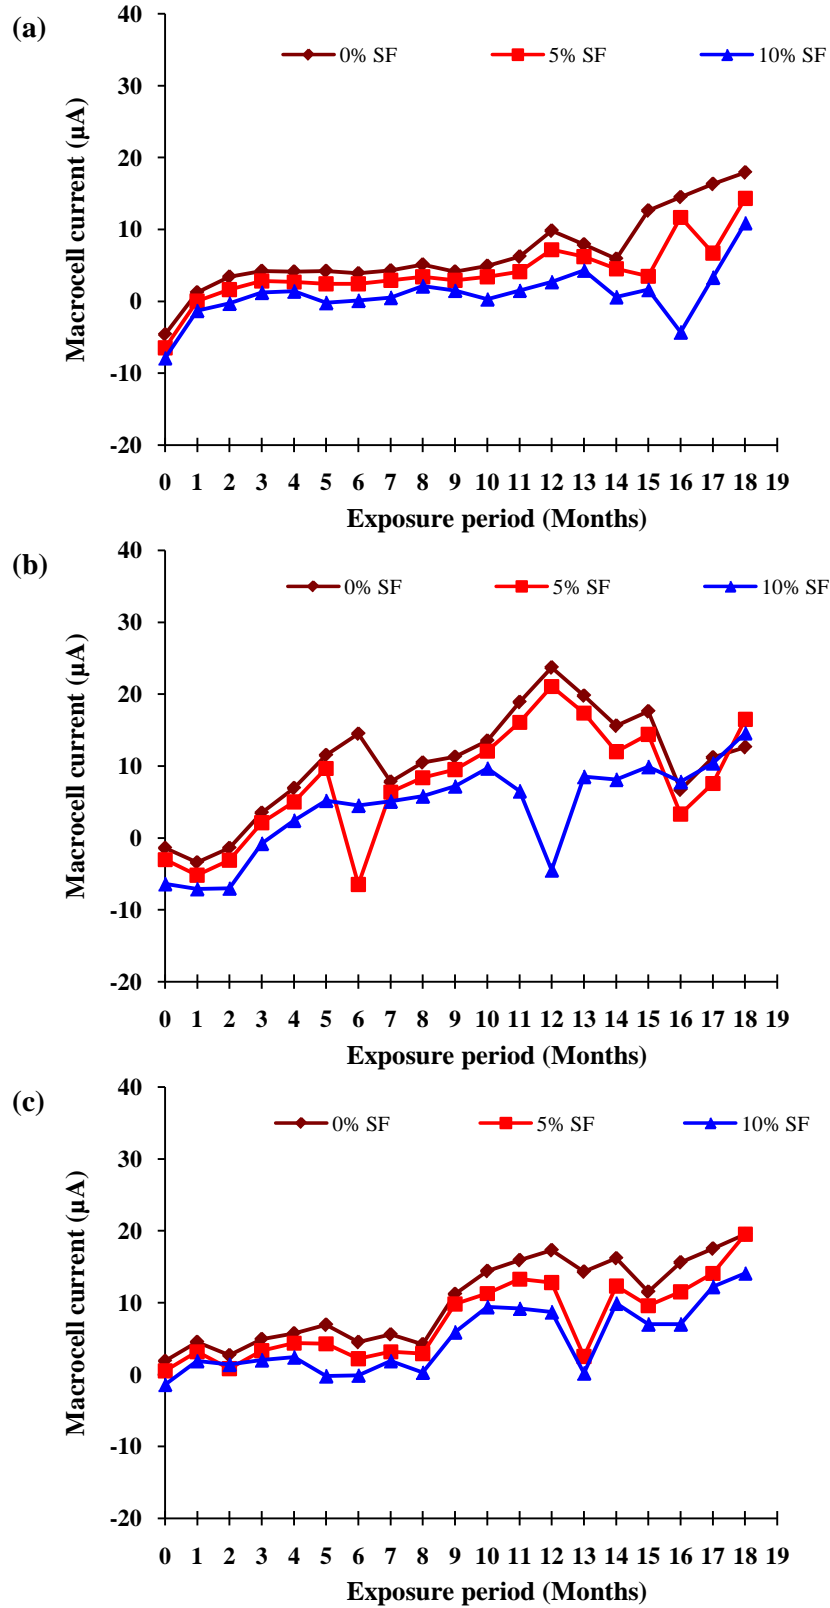 (a)
0% SF 5% SF 10% SF
40
30
20
10
0
-10
-20
Macrocell current (µA)
0 1 2 3 4 5 6 7 8 9 10 11 12 13 14 15 16 17 18 19
Exposure period (Months)
(b)
0% SF 5% SF 10% SF
40
30
20
10
0
-10
-20
Macrocell current (µA)
0 1 2 3 4 5 6 7 8 9 10 11 12 13 14 15 16 17 18 19
Exposure period (Months)
(c)
0% SF 5% SF 10% SF
40
30
20
10
0
-10
-20
Macrocell current (µA)
0 1 2 3 4 5 6 7 8 9 10 11 12 13 14 15 16 17 18 19
Exposure period (Months)